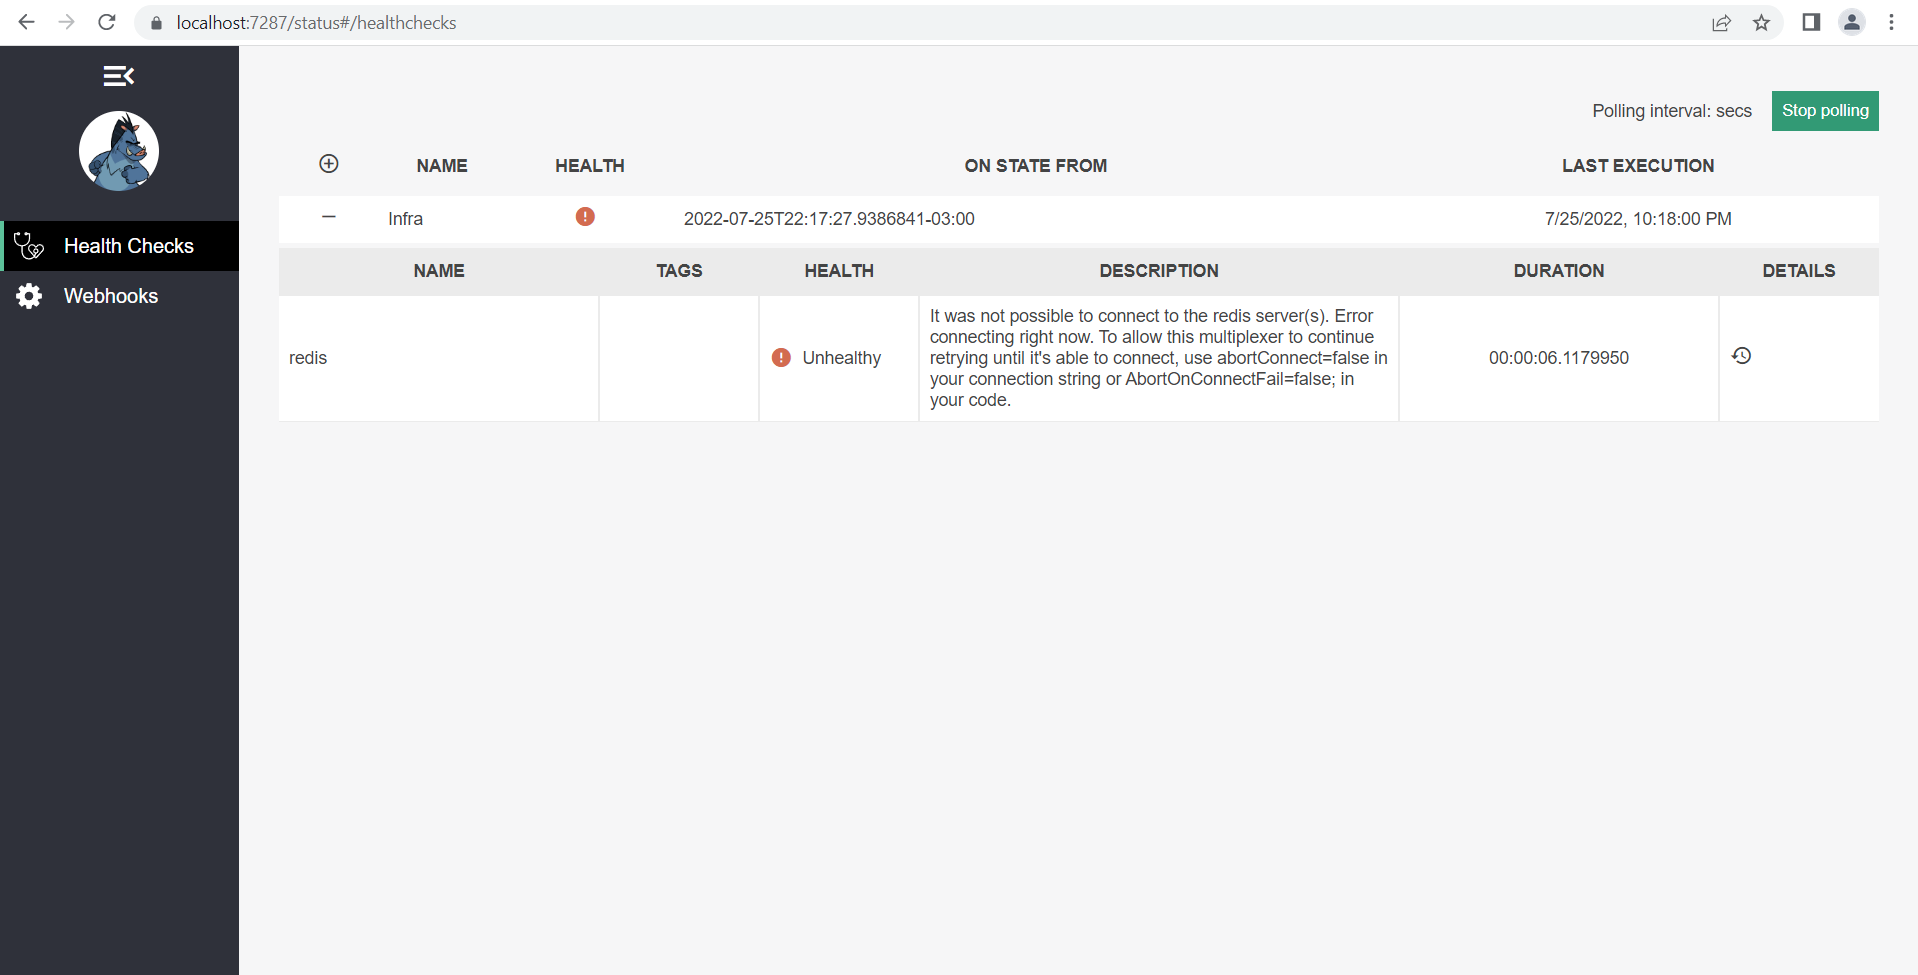 localhost:7287/status#/healthchecks
Polling interval: secs
Stop polling
NAME HEALTH ON STATE FROM LAST EXECUTION
Infra 2022-07-25T22:17:27.9386841-03:00 7/25/2022, 10:18:00 PM
Health Checks
Webhooks
NAME TAGS HEALTH DESCRIPTION DURATION DETAILS
redis
Unhealthy
It was not possible to connect to the redis server(s). Error
connecting right now. To allow this multiplexer to continue
retrying until it's able to connect, use abortConnect=false in
your connection string or AbortOnConnectFail=false; in
your code.
00:00:06.1179950